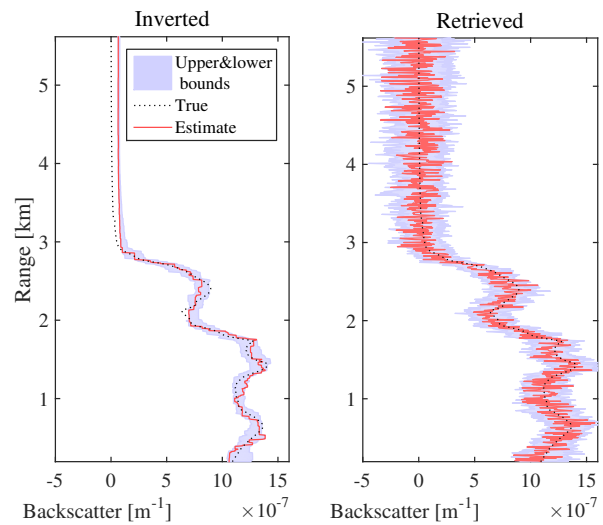 Inverted
Retrieved
Upper&lower
bounds
True
Estimate
Range [km]
5
4
3
2
1
5
4
3
2
1
-5 0 5 10 15
-5 0 5 10 15
Backscatter [m⁻¹] ×10⁻⁷
Backscatter [m⁻¹] ×10⁻⁷